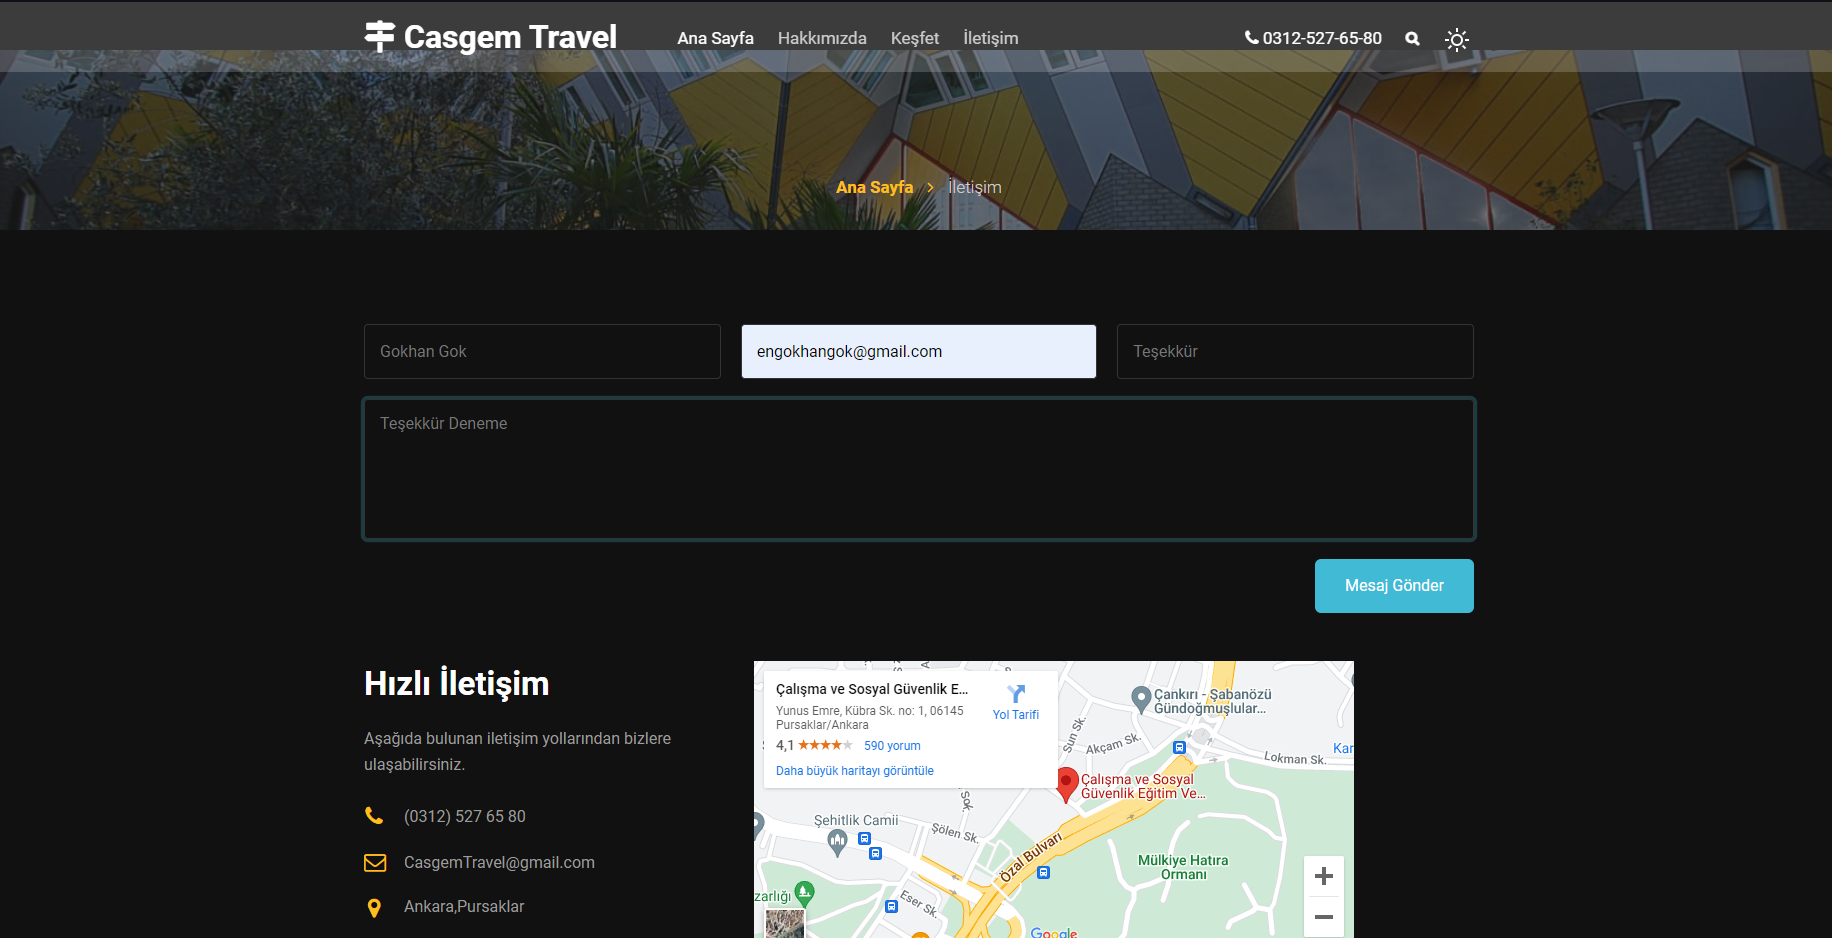 Casgem Travel
Ana Sayfa
Hakkımızda
Keşfet
İletişim
0312-527-65-80
Ana Sayfa > İletişim
Gokhan Gok
engokhangok@gmail.com
Teşekkür
Teşekkür Deneme
Mesaj Gönder
Hızlı İletişim
Aşağıda bulunan iletişim yollarından bizlere
ulaşabilirsiniz.
(0312) 527 65 80
CasgemTravel@gmail.com
Ankara,Pursaklar
Çalışma ve Sosyal Güvenlik E...
Yunus Emre, Kübra Sk. no: 1, 06145
Pursaklar/Ankara
4,1
590 yorum
Daha büyük haritayı görüntüle
Yol Tarifi
Çankırı - Şabanözü
Gündoğmuşlular...
Sun Sk.
Akçam Sk.
Lokman Sk.
Kar
Çalışma ve Sosyal
Güvenlik Eğitim Ve...
Sok.
Şehitlik Camii
Şölen Sk.
Özal Bulvarı
Mülkiye Hatıra
Ormanı
zarlığı
Eser Sk.
Google